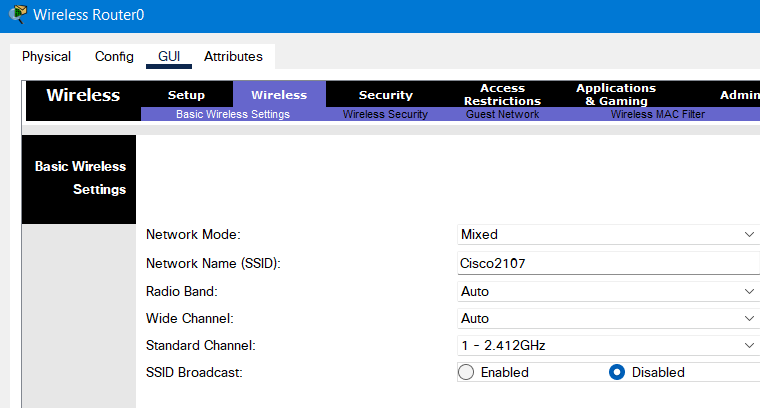 Wireless Router0
Physical Config GUI Attributes
Wireless Setup Wireless Security Access Restrictions Applications & Gaming Admin
Basic Wireless Settings Wireless Security Guest Network Wireless MAC Filter
Basic Wireless
Settings
Network Mode: Mixed
Network Name (SSID): Cisco2107
Radio Band: Auto
Wide Channel: Auto
Standard Channel: 1 - 2.412GHz
SSID Broadcast: Enabled Disabled